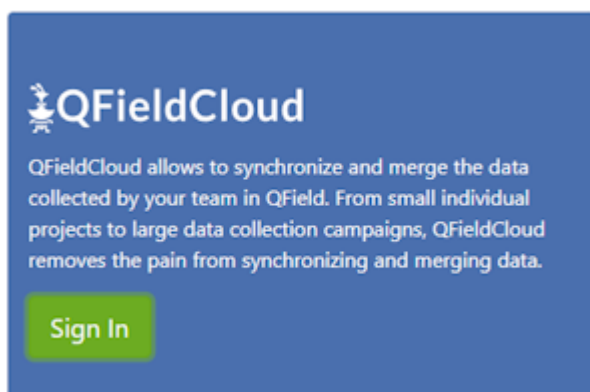 QFieldCloud
QFieldCloud allows to synchronize and merge the data
collected by your team in QField. From small individual
projects to large data collection campaigns, QFieldCloud
removes the pain from synchronizing and merging data.
Sign In